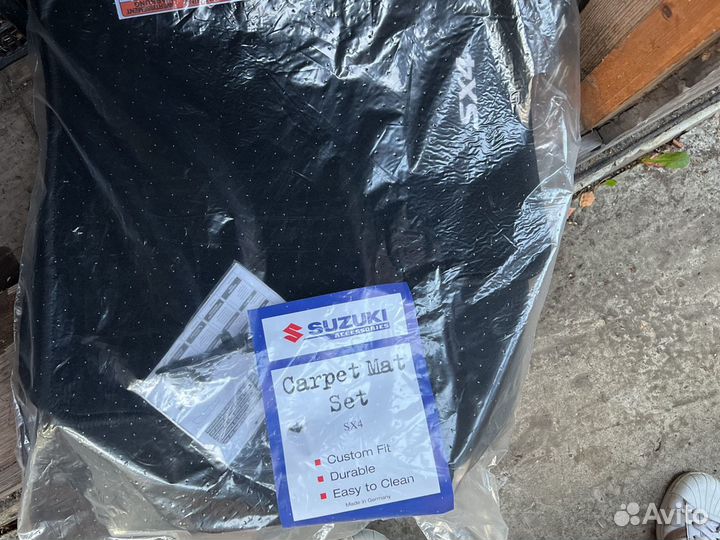 SX4
SUZUKI
ACCESSORIES
Carpet Mat
Set
SX4
Custom Fit
Durable
Easy to Clean
Made in Germany
Avito